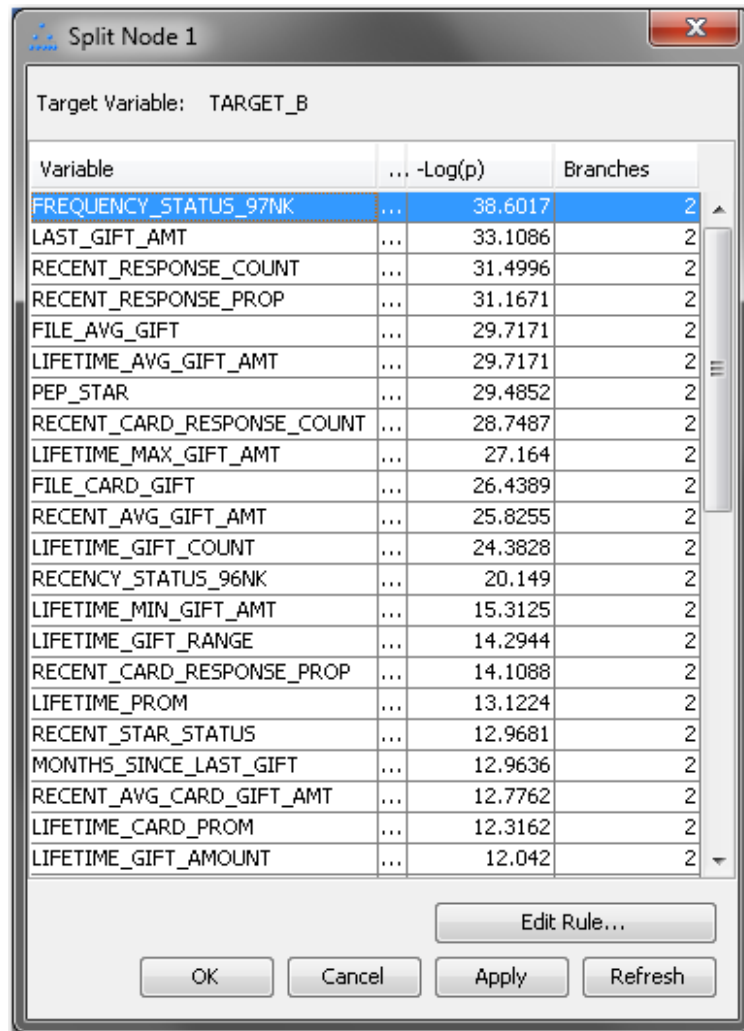 Split Node 1
Target Variable: TARGET_B
Variable ... -Log(p) Branches
FREQUENCY_STATUS_97NK ... 38.6017 2
LAST_GIFT_AMT ... 33.1086 2
RECENT_RESPONSE_COUNT ... 31.4996 2
RECENT_RESPONSE_PROP ... 31.1671 2
FILE_AVG_GIFT ... 29.7171 2
LIFETIME_AVG_GIFT_AMT ... 29.7171 2
PEP_STAR ... 29.4852 2
RECENT_CARD_RESPONSE_COUNT ... 28.7487 2
LIFETIME_MAX_GIFT_AMT ... 27.164 2
FILE_CARD_GIFT ... 26.4389 2
RECENT_AVG_GIFT_AMT ... 25.8255 2
LIFETIME_GIFT_COUNT ... 24.3828 2
RECENCY_STATUS_96NK ... 20.149 2
LIFETIME_MIN_GIFT_AMT ... 15.3125 2
LIFETIME_GIFT_RANGE ... 14.2944 2
RECENT_CARD_RESPONSE_PROP ... 14.1088 2
LIFETIME_PROM ... 13.1224 2
RECENT_STAR_STATUS ... 12.9681 2
MONTHS_SINCE_LAST_GIFT ... 12.9636 2
RECENT_AVG_CARD_GIFT_AMT ... 12.7762 2
LIFETIME_CARD_PROM ... 12.3162 2
LIFETIME_GIFT_AMOUNT ... 12.042 2
Edit Rule...
OK Cancel Apply Refresh